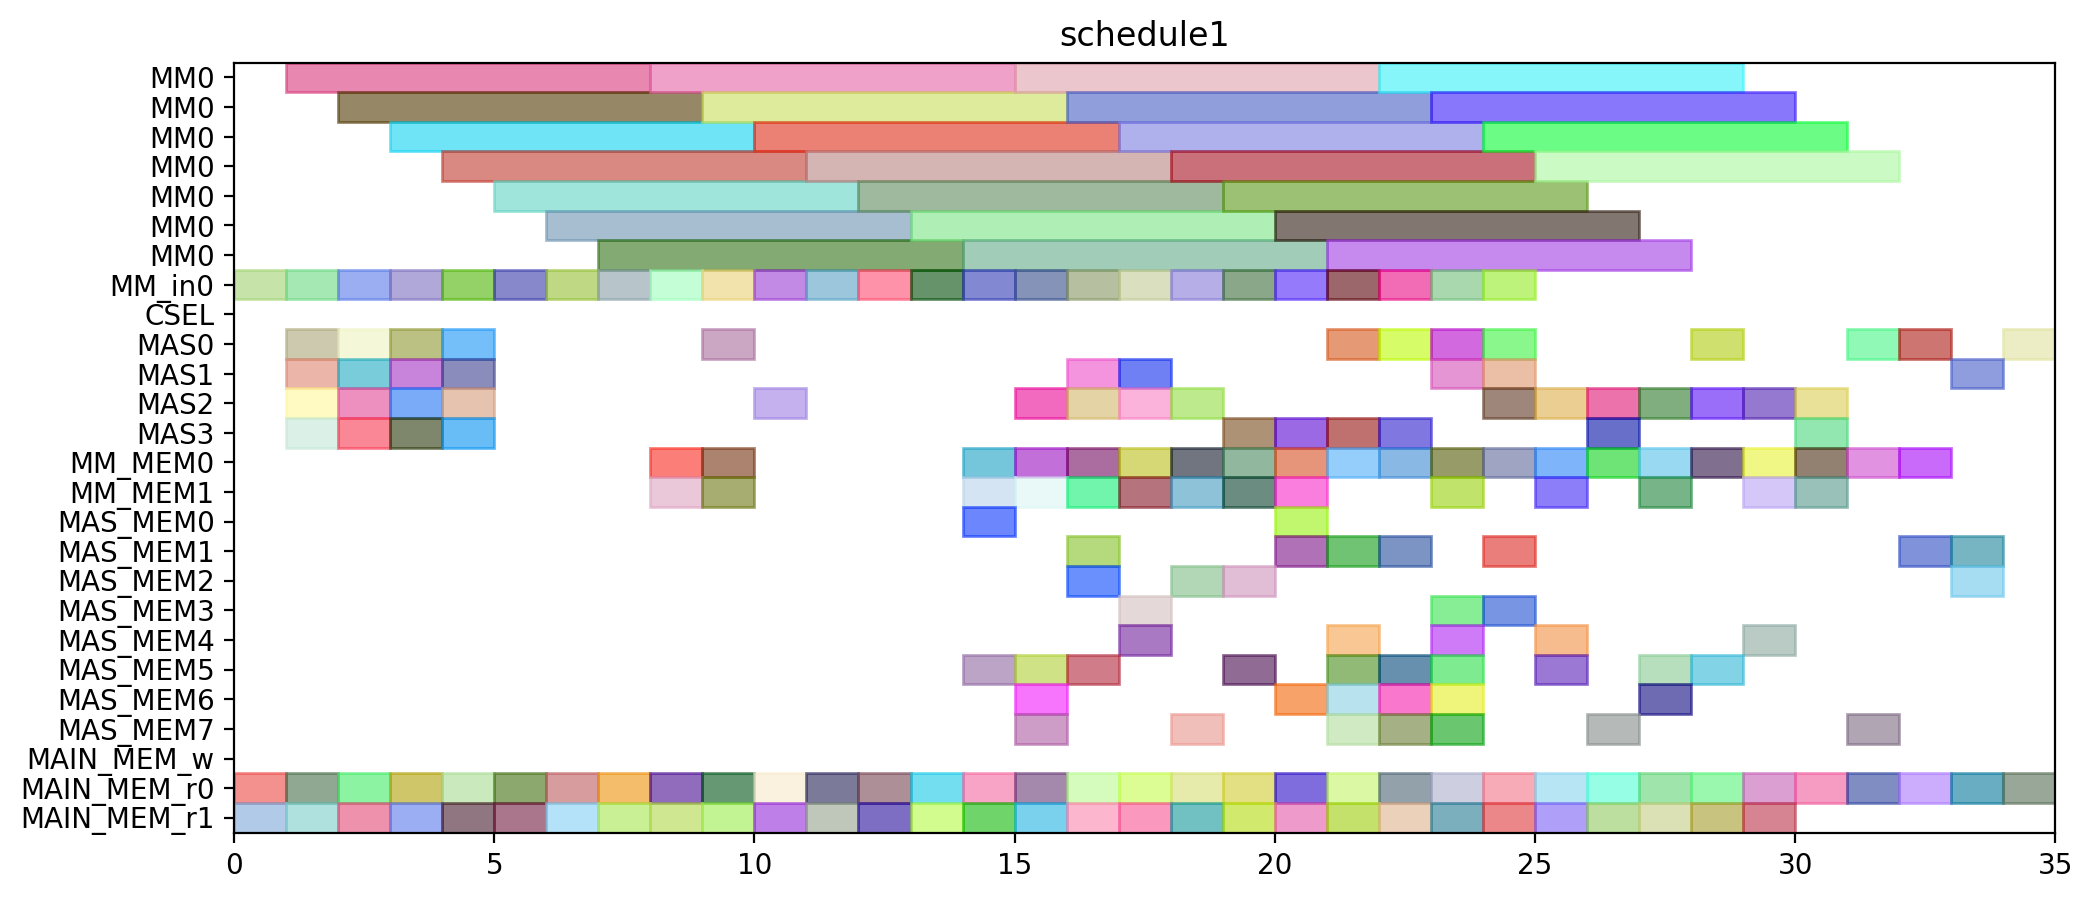 schedule1
MM0
MM0
MM0
MM0
MM0
MM0
MM0
MM_in0
CSEL
MAS0
MAS1
MAS2
MAS3
MM_MEM0
MM_MEM1
MAS_MEM0
MAS_MEM1
MAS_MEM2
MAS_MEM3
MAS_MEM4
MAS_MEM5
MAS_MEM6
MAS_MEM7
MAIN_MEM_w
MAIN_MEM_r0
MAIN_MEM_r1
0 5 10 15 20 25 30 35